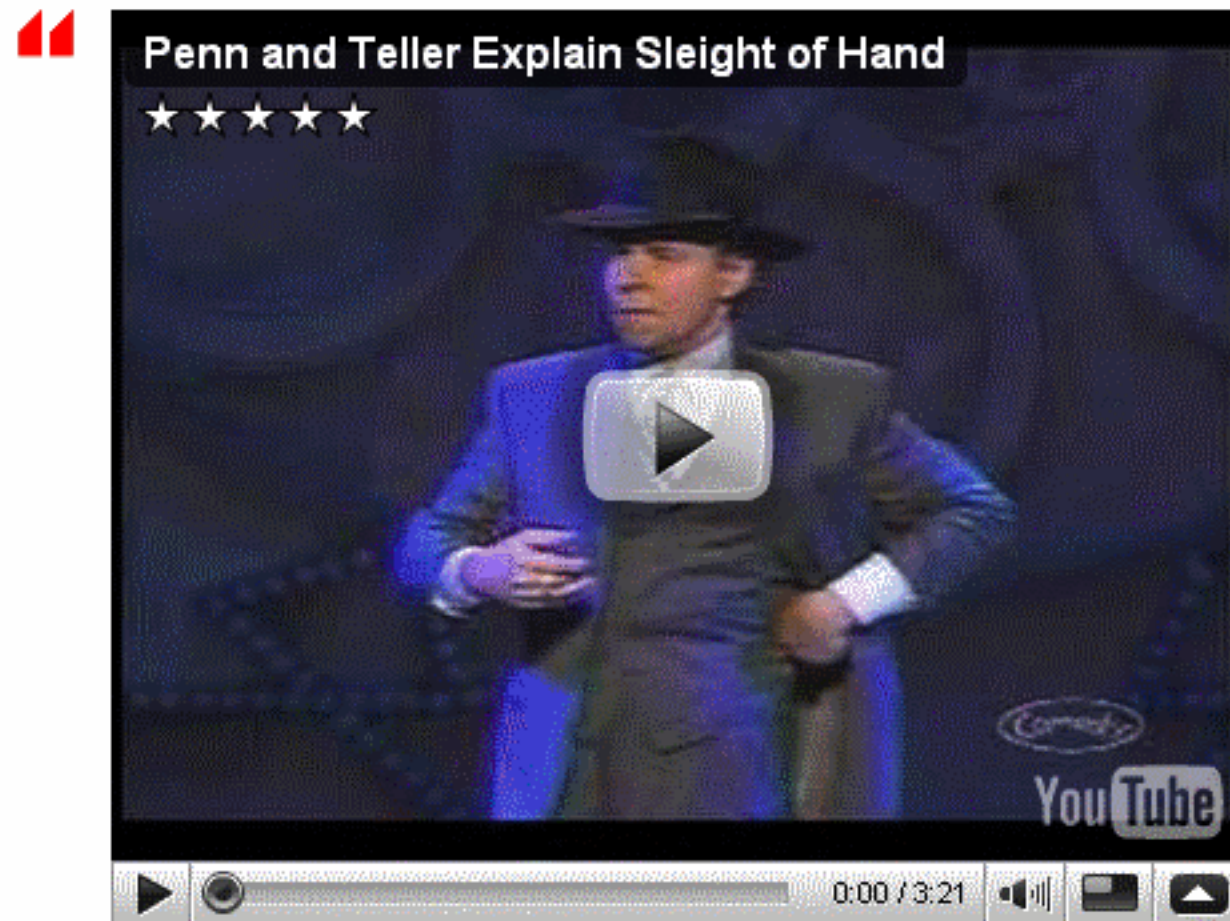 “
Penn and Teller Explain Sleight of Hand
Comedy
YouTube
0:00 / 3:21